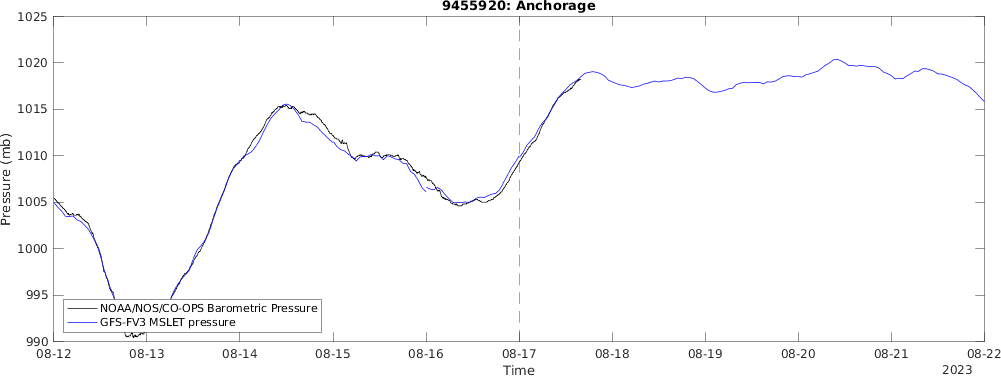 9455920: Anchorage
1025
1020
1015
1010
1005
1000
995
990
Pressure (mb)
NOAA/NOS/CO-OPS Barometric Pressure
GFS-FV3 MSLET pressure
08-12 08-13 08-14 08-15 08-16 08-17 08-18 08-19 08-20 08-21 08-22
Time
2023